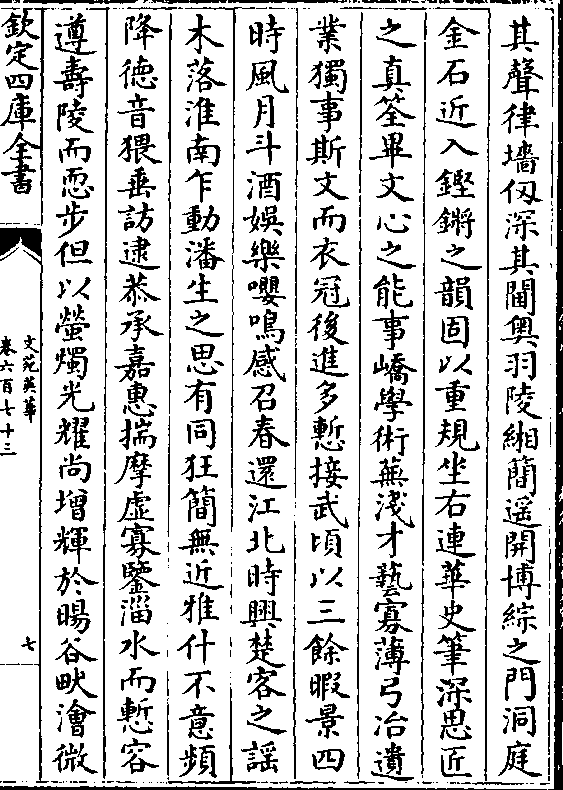 其聲律墻仞深其閫奥羽陵緗蕳遥開博綜之門洞庭
金石近入鏗鏘之韻固以重規坐右連華史筆深思匠
之真筌畢文心之能事嶠學術蕪淺才藝寡薄弓冶遺
業獨事斯文而衣冠後進多慙接武頃以三餘暇景四
時風月斗酒娛樂嚶鳴感召春還江北時興楚客之謡
木落淮南乍動潘生之思有同狂簡無近雅什不意頻
降德音猥垂訪逮恭承嘉惠揣摩虛寡鑒淄水而慙容
遵壽陵而恧步但以螢燭光耀尚增輝於暘谷畎澮微
欽定四庫全書
文苑英華
卷六百七十三
七